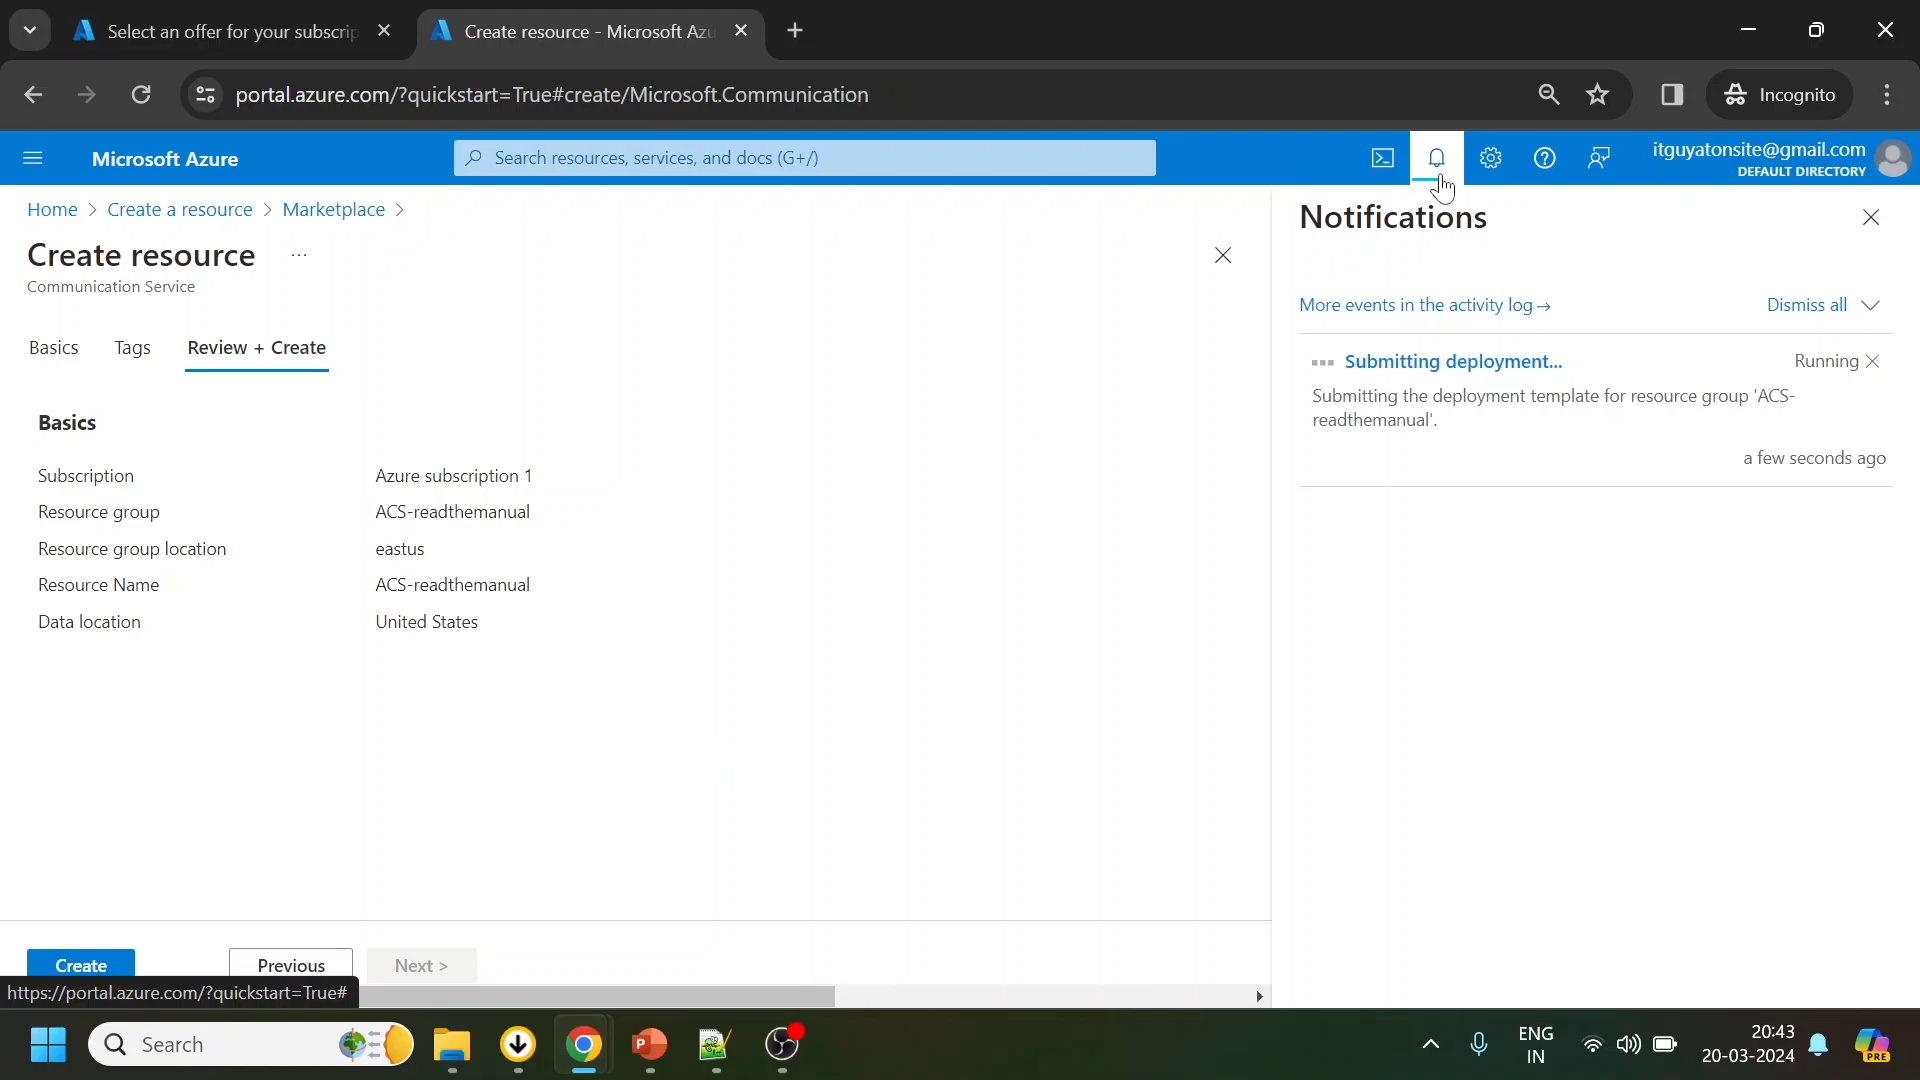 Select an offer for your subscrip
Create resource - Microsoft Azu
portal.azure.com/?quickstart=True#create/Microsoft.Communication
Incognito
Microsoft Azure
Search resources, services, and docs (G+/)
itguyatonsite@gmail.com
DEFAULT DIRECTORY
Home > Create a resource > Marketplace >
Create resource ...
Communication Service
Basics
Tags
Review + Create
Basics
Subscription Azure subscription 1
Resource group ACS-readthemanual
Resource group location eastus
Resource Name ACS-readthemanual
Data location United States
Create
Previous
Next >
https://portal.azure.com/?quickstart=True#
Notifications
More events in the activity log →
Dismiss all
Submitting deployment...
Running
Submitting the deployment template for resource group 'ACS-
readthemanual'.
a few seconds ago
Search
ENG
IN
20:43
20-03-2024
PRE